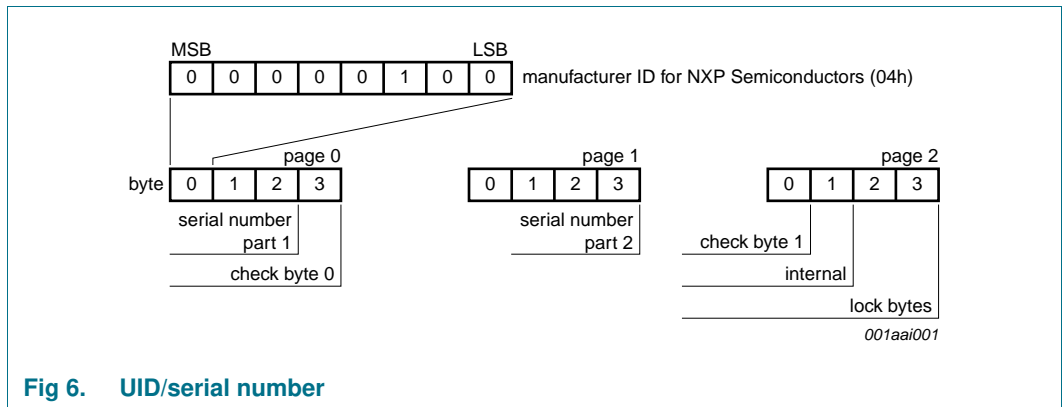 MSB LSB
0 0 0 0 0 1 0 0 manufacturer ID for NXP Semiconductors (04h)
page 0 page 1 page 2
byte 0 1 2 3 0 1 2 3 0 1 2 3
serial number
part 1
check byte 0
serial number
part 2
check byte 1
internal
lock bytes
001aai001
Fig 6. UID/serial number